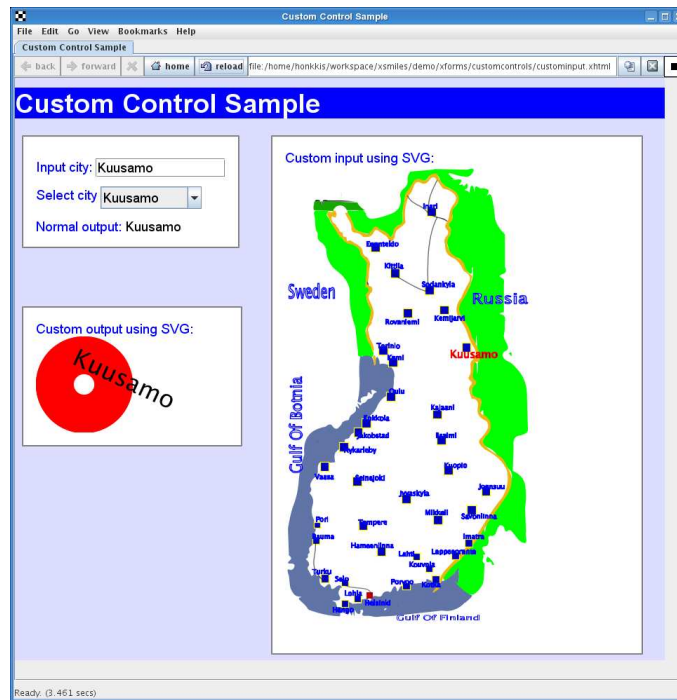 Custom Control Sample
File Edit Go View Bookmarks Help
Custom Control Sample
back forward home reload file:/home/honkkis/workspace/xsmiles/demo/xforms/customcontrols/custominput.xhtml
Custom Control Sample
Input city: Kuusamo
Select city Kuusamo
Normal output: Kuusamo
Custom output using SVG:
Kuusamo
Custom input using SVG:
Inari
Enontekio
Kittila
Sodankyla
Sweden
Russia
Rovaniemi
Kemijarvi
Tornio
Kemi
Kuusamo
Oulu
Gulf Of Botnia
Kajaani
Kokkola
Jakobstad
Iisalmi
Nykarleby
Vaasa
Seinajoki
Kuopio
Joensuu
Jyvaskyla
Savonlinna
Mikkeli
Pori
Tampere
Rauma
Imatra
Hameenlinna
Lahti
Lappeenranta
Kouvola
Turku
Salo
Porvoo
Kotka
Lohja
Helsinki
Hango
Gulf Of Finland
Ready. (3.461 secs)